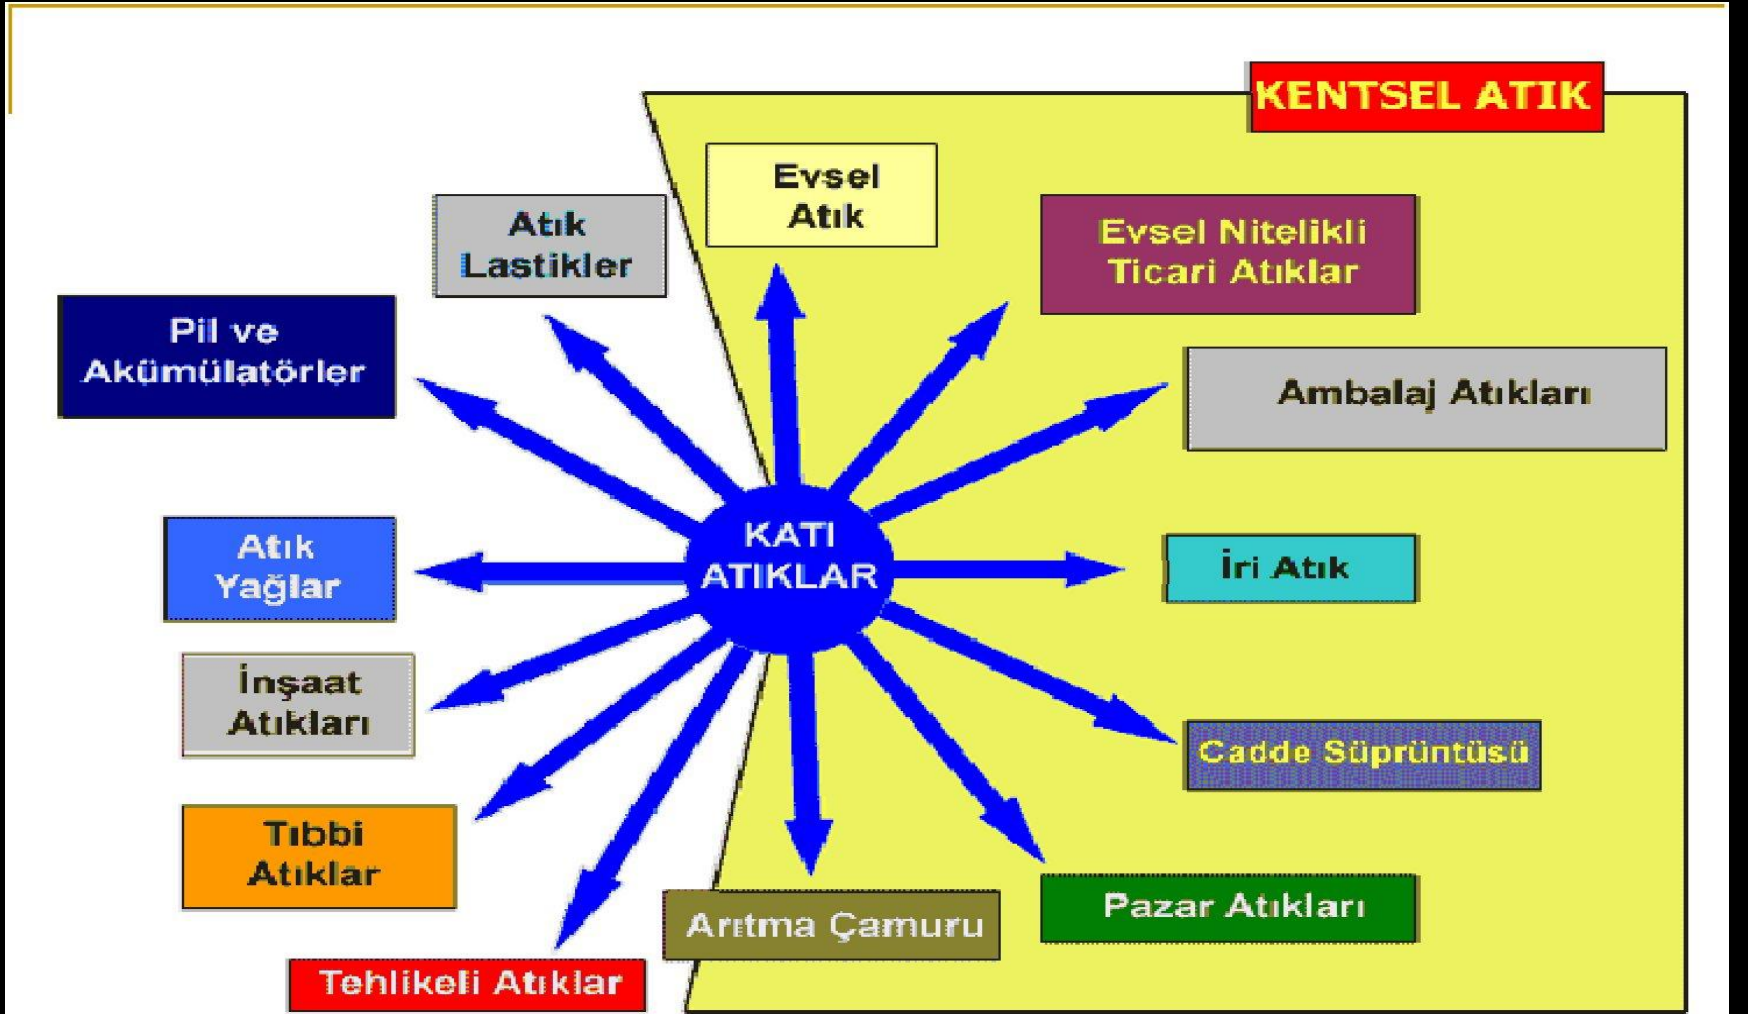 KENTSEL ATIK
Evsel
Atık
Atık
Lastikler
Evsel Nitelikli
Ticari Atıklar
Pil ve
Akümülatörler
Ambalaj Atıkları
KATI
ATIKLAR
Atık
Yağlar
İri Atık
İnşaat
Atıkları
Cadde Süprüntüsü
Tıbbi
Atıklar
Arıtma Çamuru
Pazar Atıkları
Tehlikeli Atıklar